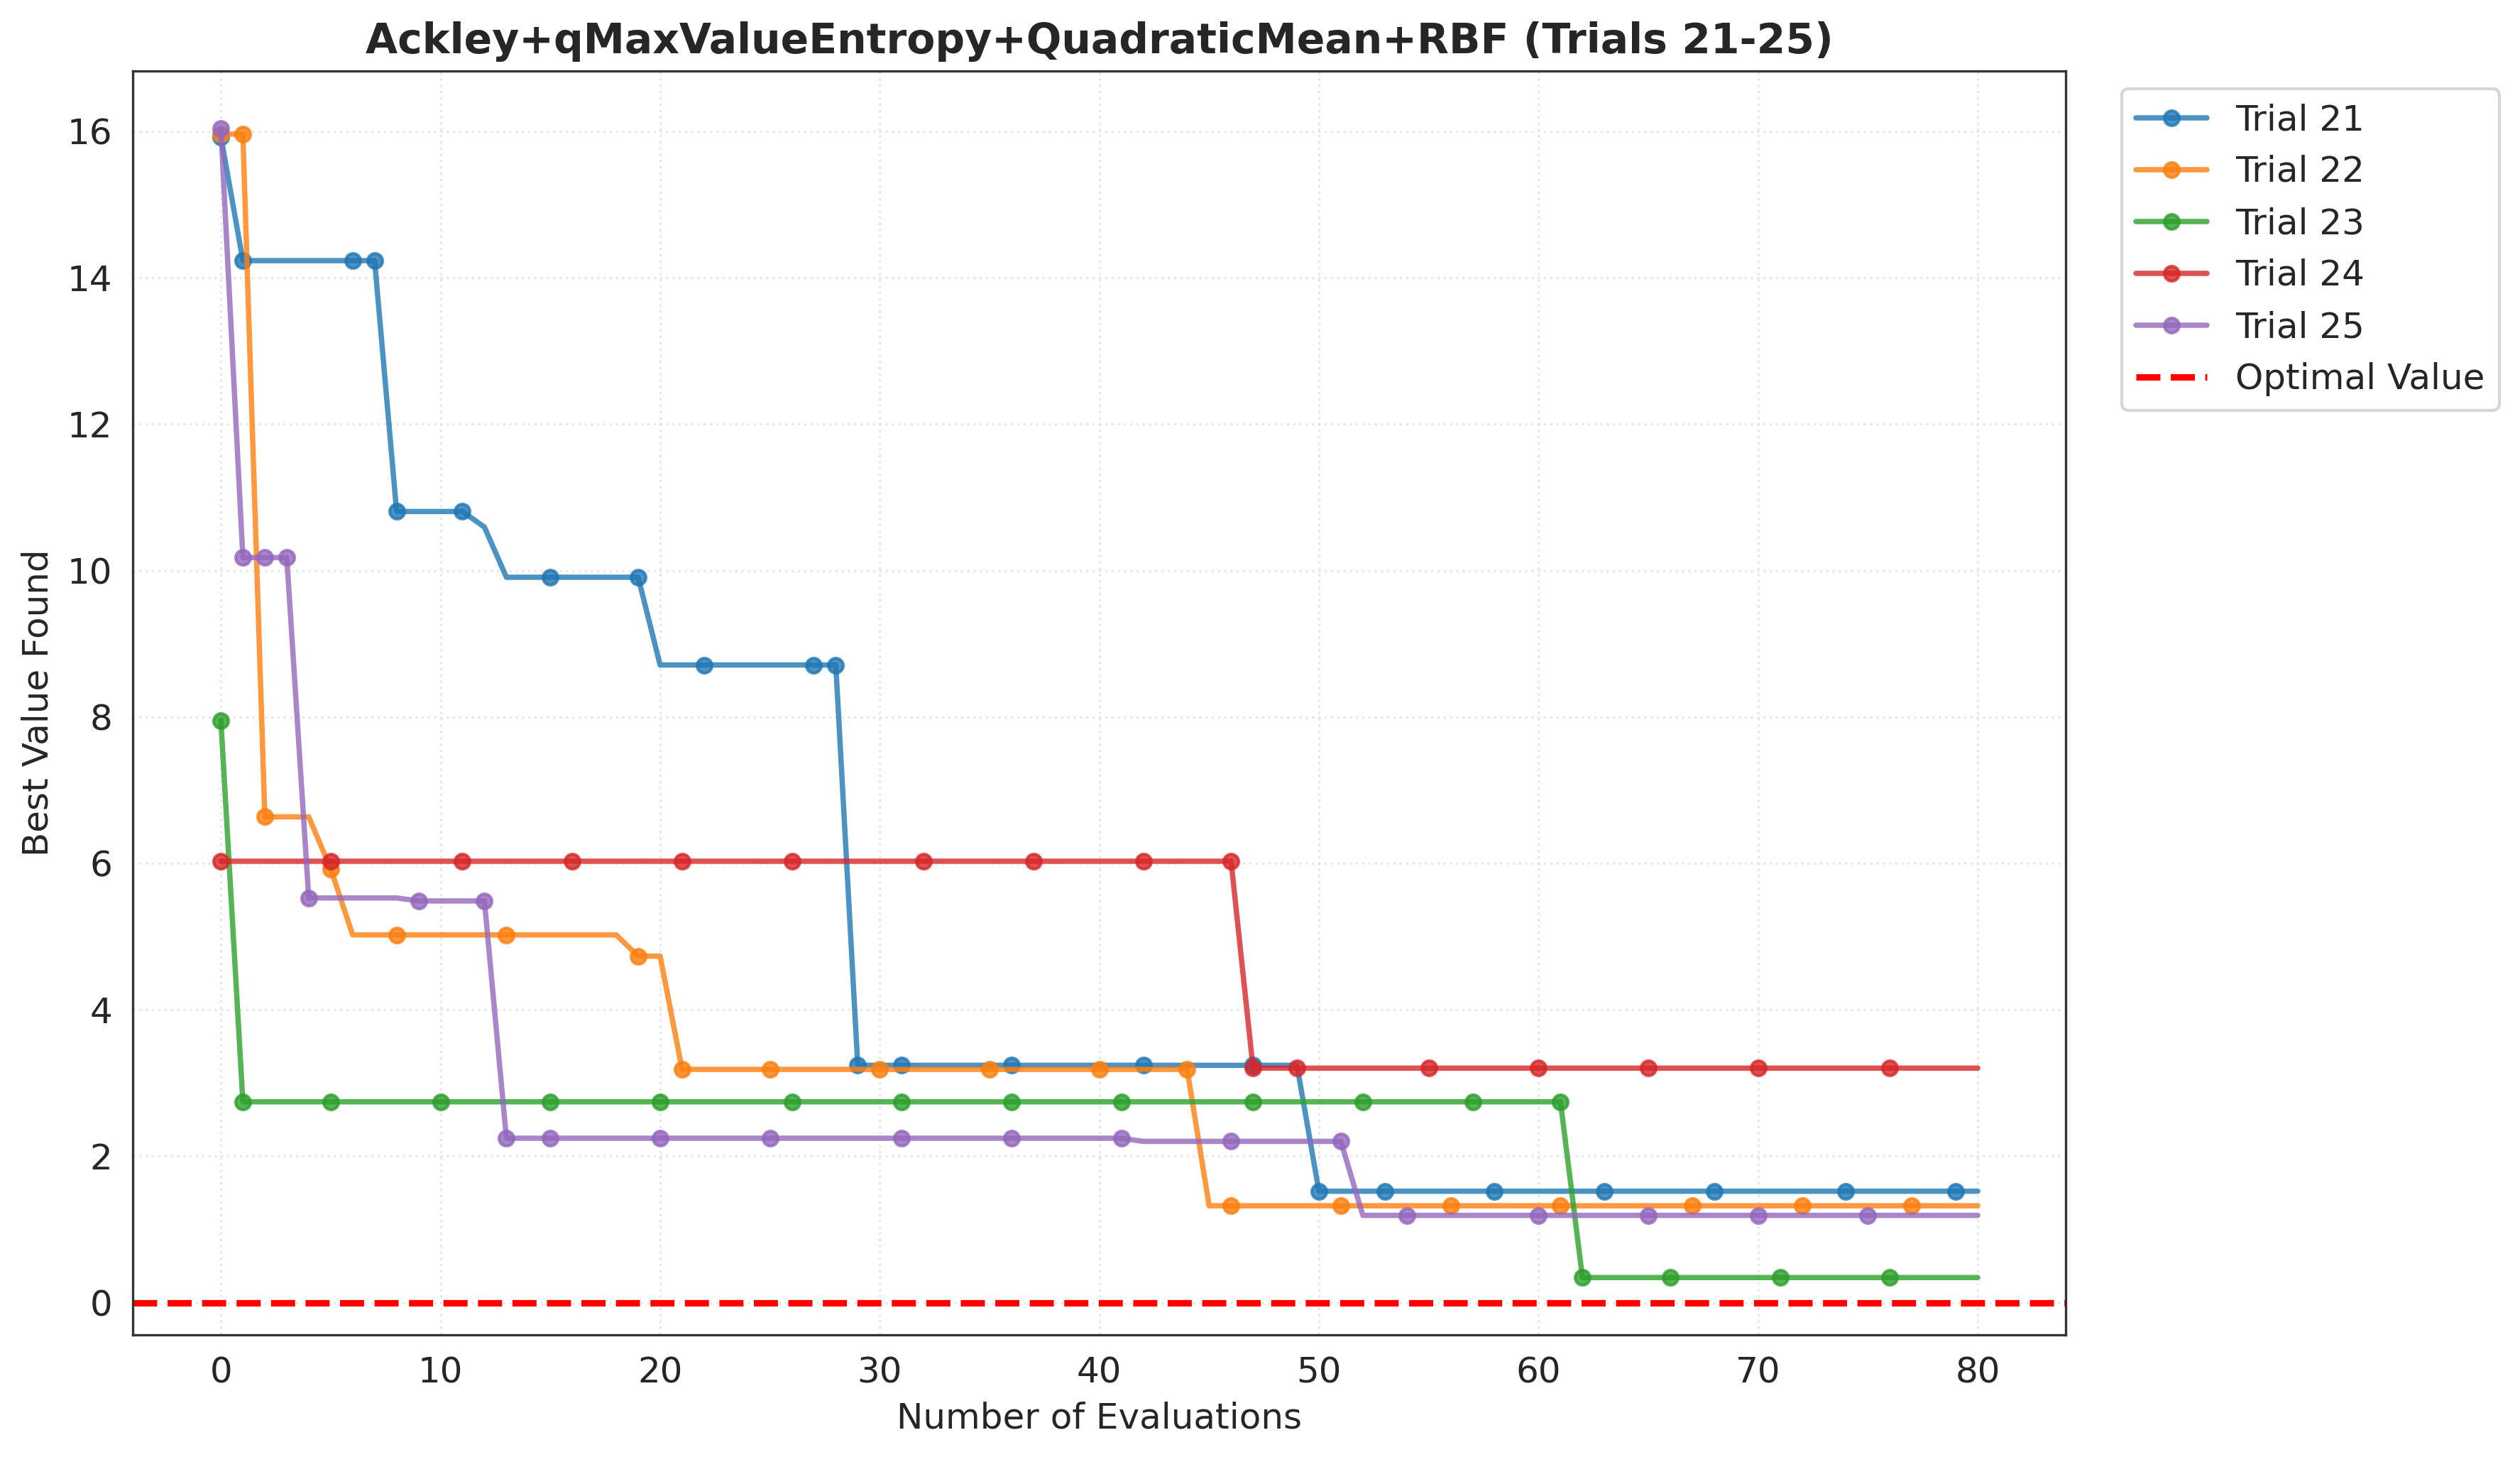 Ackley+qMaxValueEntropy+QuadraticMean+RBF (Trials 21-25)
Best Value Found
16
14
12
10
8
6
4
2
0
0 10 20 30 40 50 60 70 80
Number of Evaluations
Trial 21
Trial 22
Trial 23
Trial 24
Trial 25
Optimal Value